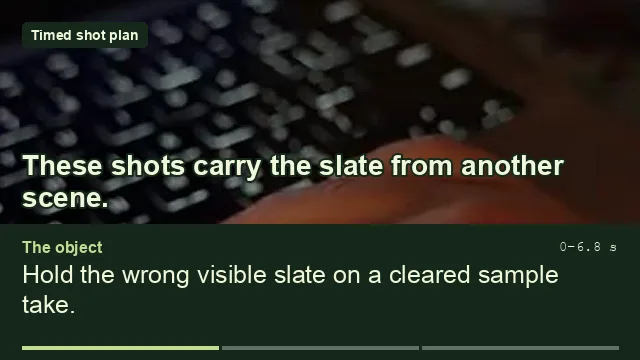 Timed shot plan
These shots carry the slate from another
scene.
The object
0–6.8 s
Hold the wrong visible slate on a cleared sample
take.